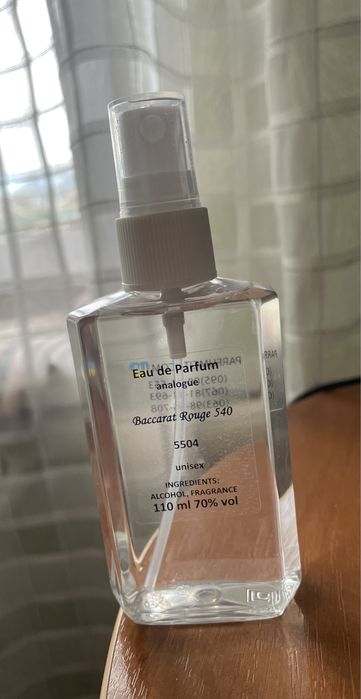 Eau de Parfum
analogue
Baccarat Rouge 540
5504
unisex
INGREDIENTS:
ALCOHOL, FRAGRANCE
110 ml 70% vol